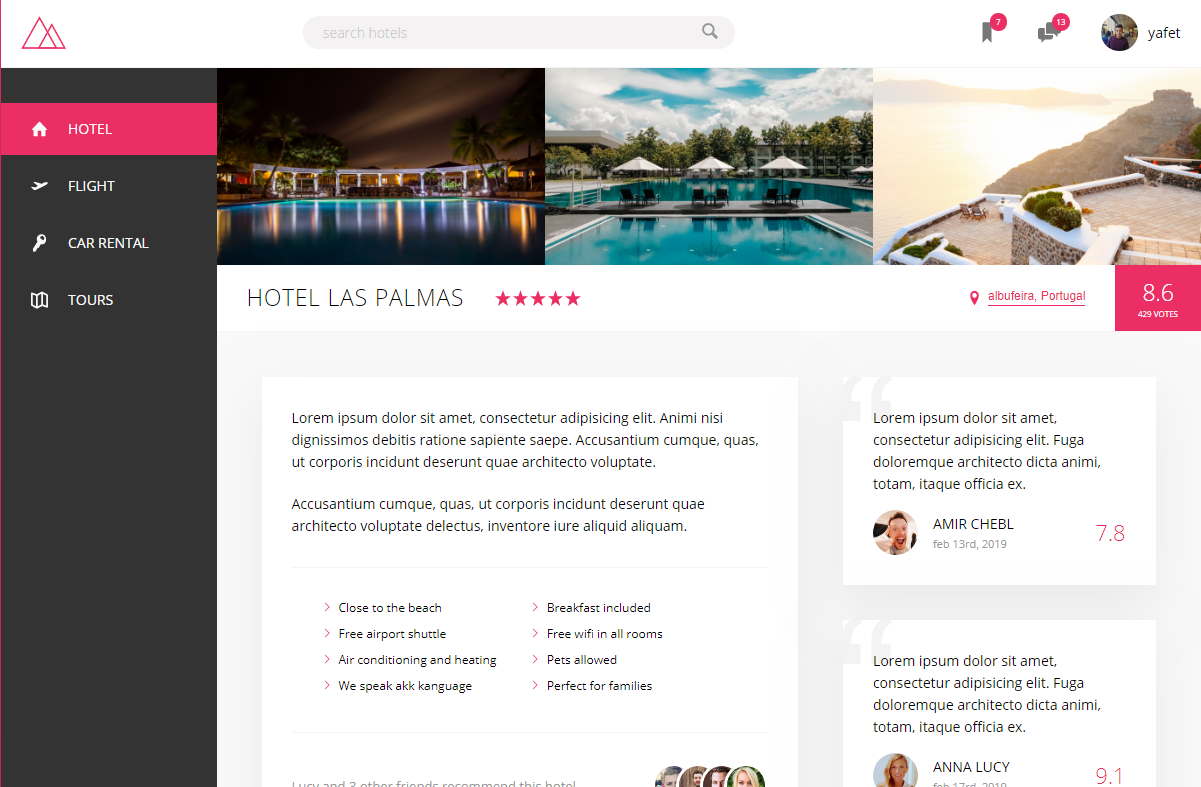 search hotels
7
13
yafet
HOTEL
FLIGHT
CAR RENTAL
TOURS
HOTEL LAS PALMAS
albufeira, Portugal
8.6
429 VOTES
Lorem ipsum dolor sit amet, consectetur adipisicing elit. Animi nisi
dignissimos debitis ratione sapiente saepe. Accusantium cumque, quas,
ut corporis incidunt deserunt quae architecto voluptate.
Accusantium cumque, quas, ut corporis incidunt deserunt quae
architecto voluptate delectus, inventore iure aliquid aliquam.
Close to the beach
Free airport shuttle
Air conditioning and heating
We speak akk kanguage
Breakfast included
Free wifi in all rooms
Pets allowed
Perfect for families
Lucy and 3 other friends recommend this hotel
“
Lorem ipsum dolor sit amet,
consectetur adipisicing elit. Fuga
doloremque architecto dicta animi,
totam, itaque officia ex.
AMIR CHEBL
feb 13rd, 2019
7.8
“
Lorem ipsum dolor sit amet,
consectetur adipisicing elit. Fuga
doloremque architecto dicta animi,
totam, itaque officia ex.
ANNA LUCY
feb 17rd, 2019
9.1